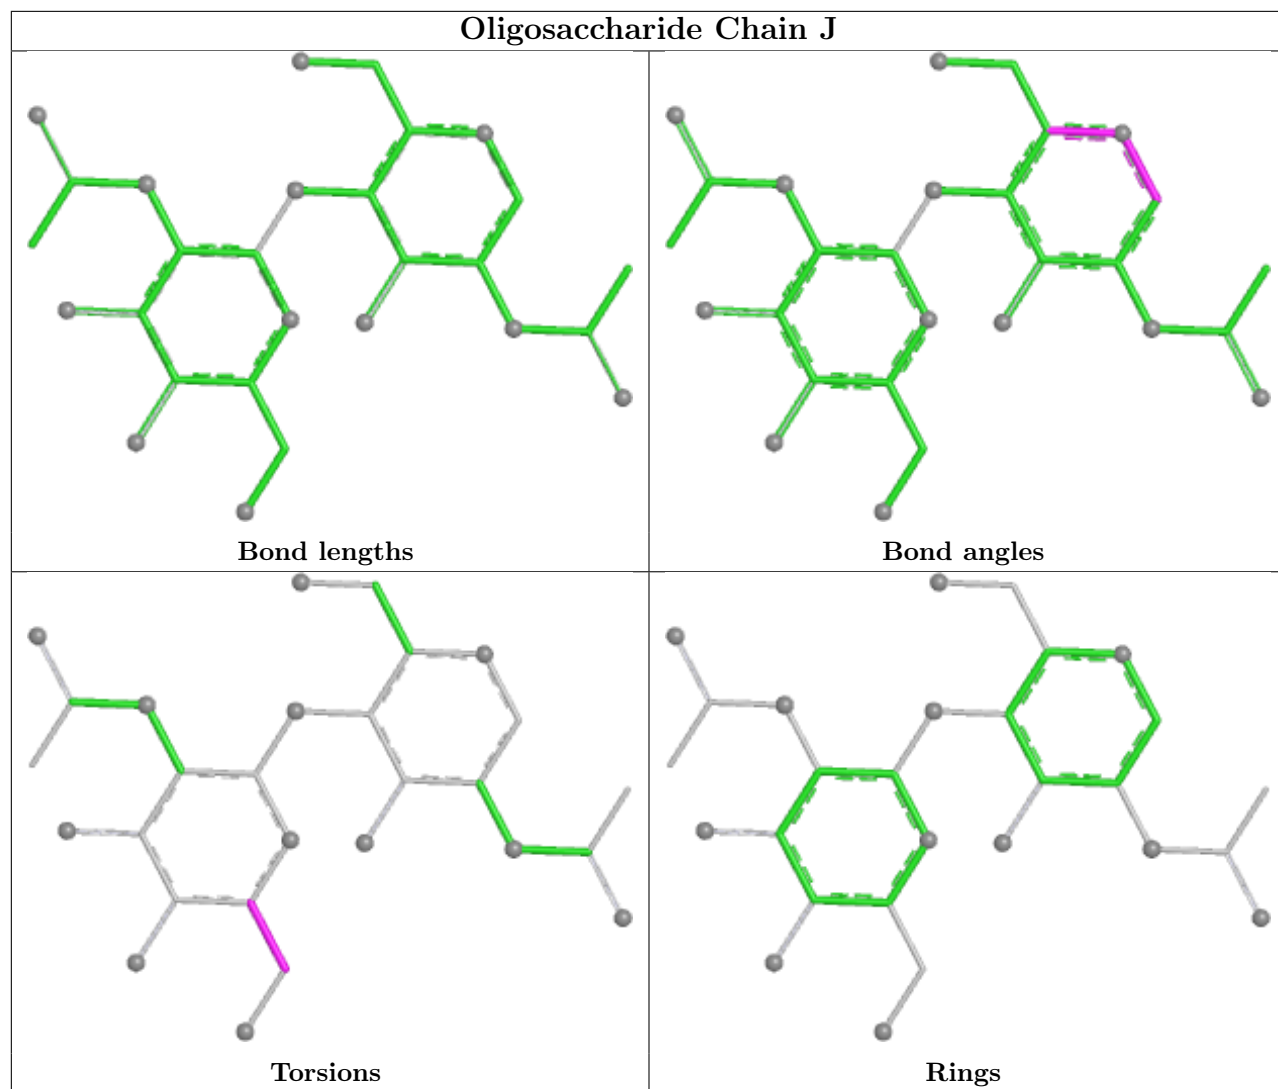 Oligosaccharide Chain J
Bond lengths
Bond angles
Torsions
Rings